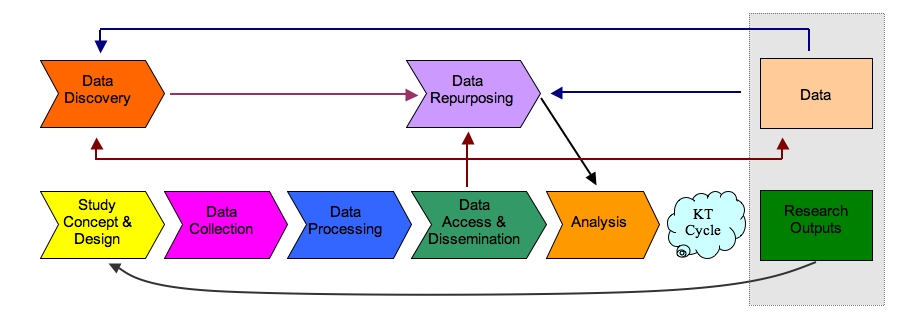 Data
Discovery
Data
Repurposing
Data
Study
Concept &
Design
Data
Collection
Data
Processing
Data
Access &
Dissemination
Analysis
KT
Cycle
Research
Outputs